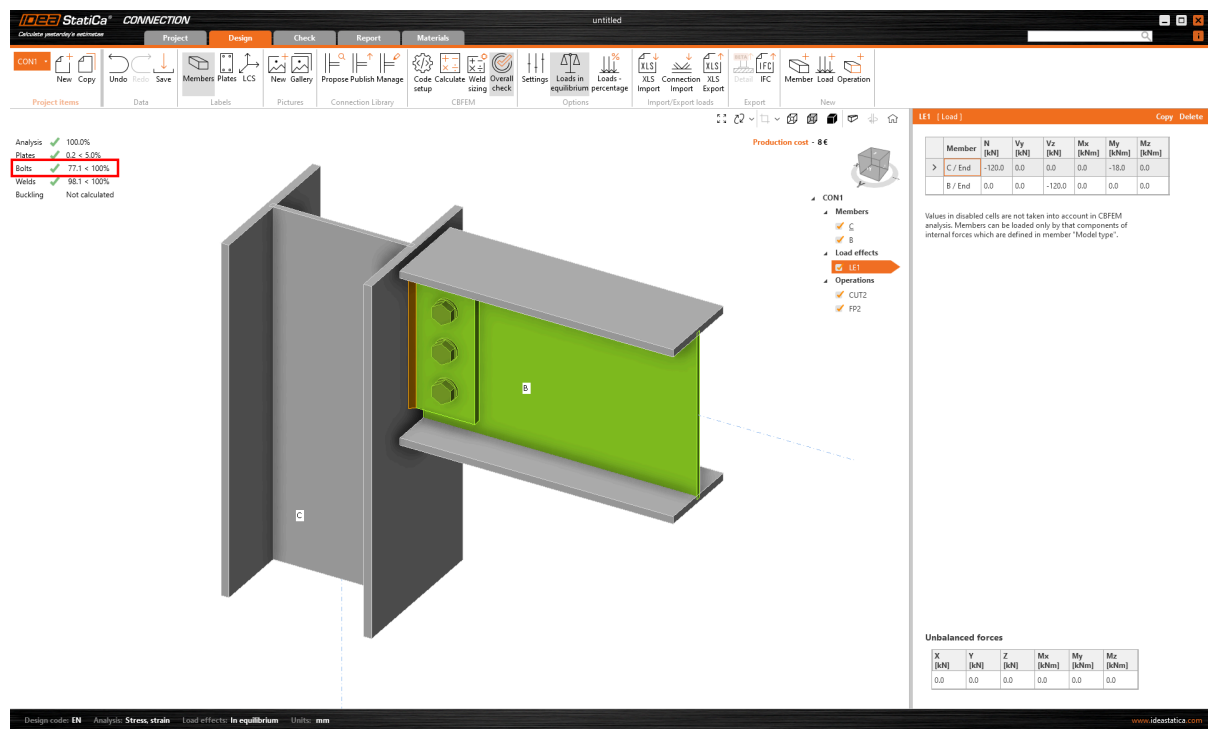 IDEA StatiCa® CONNECTION
untitled
Calculate yesterday's estimates
Project Design Check Report Materials
CON1 New Copy Undo Redo Save Members Plates LCS New Gallery Propose Publish Manage Code setup Calculate Weld sizing Overall check Settings Loads in equilibrium Loads - percentage XLS Import Connection Import XLS Export Detail IFC Member Load Operation
Project items Data Labels Pictures Connection Library CBFEM Options Import/Export loads Export New
LE1 [Load] Copy Delete
Analysis 100.0%
Plates 0.2 < 5.0%
Bolts 77.1 < 100%
Welds 98.1 < 100%
Buckling Not calculated
Production cost - 8 €
CON1
Members
C
B
Load effects
LE1
Operations
CUT2
FP2
B
C
Member N [kN] Vy [kN] Vz [kN] Mx [kNm] My [kNm] Mz [kNm]
> C / End -120.0 0.0 0.0 0.0 -18.0 0.0
B / End 0.0 0.0 -120.0 0.0 0.0 0.0
Values in disabled cells are not taken into account in CBFEM
analysis. Members can be loaded only by that components of
internal forces which are defined in member "Model type".
Unbalanced forces
X [kN] Y [kN] Z [kN] Mx [kNm] My [kNm] Mz [kNm]
0.0 0.0 0.0 0.0 0.0 0.0
Design code: EN Analysis: Stress, strain Load effects: In equilibrium Units: mm
www.ideastatica.com